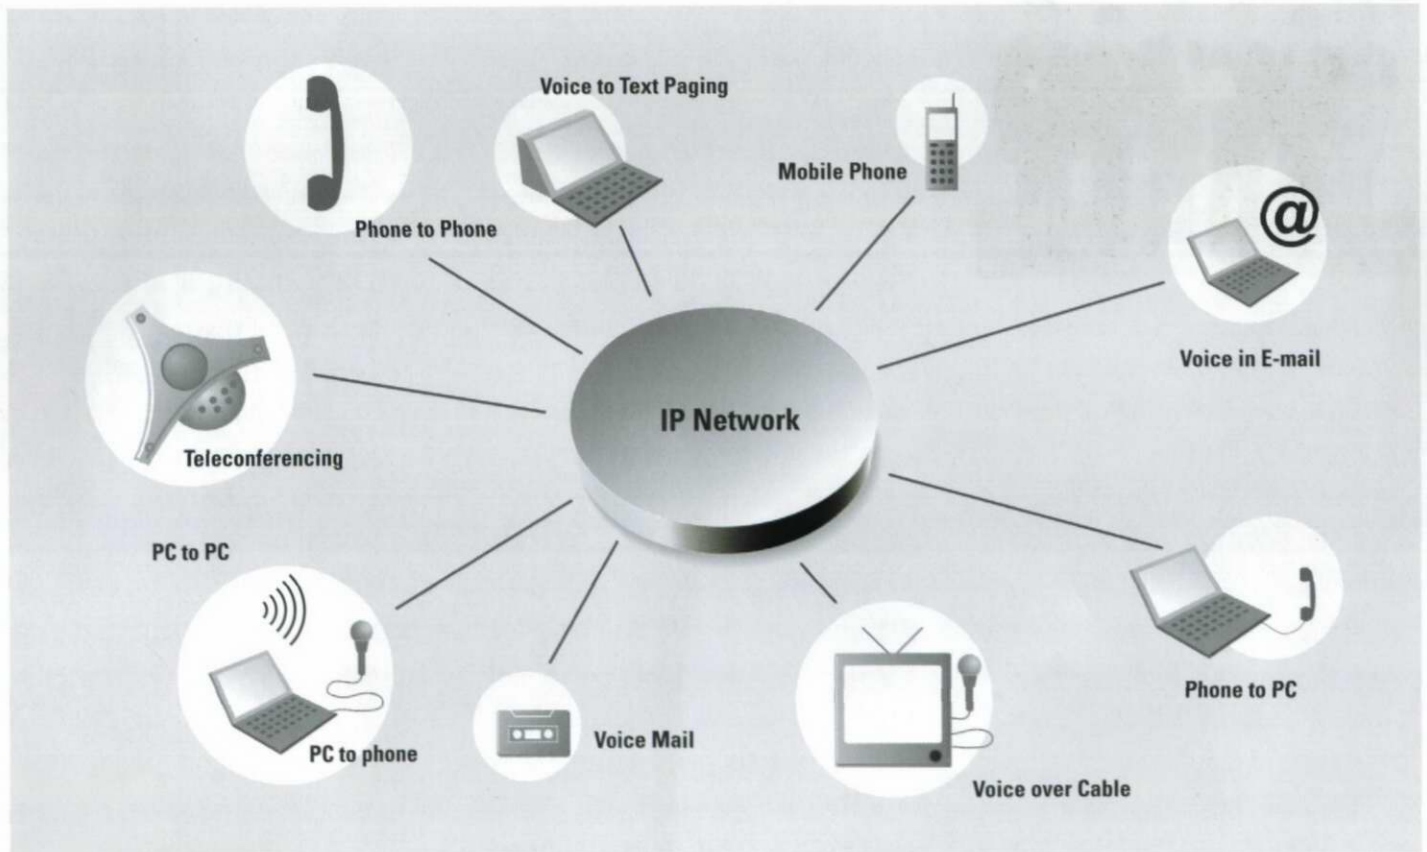 Voice to Text Paging
Mobile Phone
Phone to Phone
@
Voice in E-mail
IP Network
Teleconferencing
PC to PC
Phone to PC
PC to phone
Voice Mail
Voice over Cable